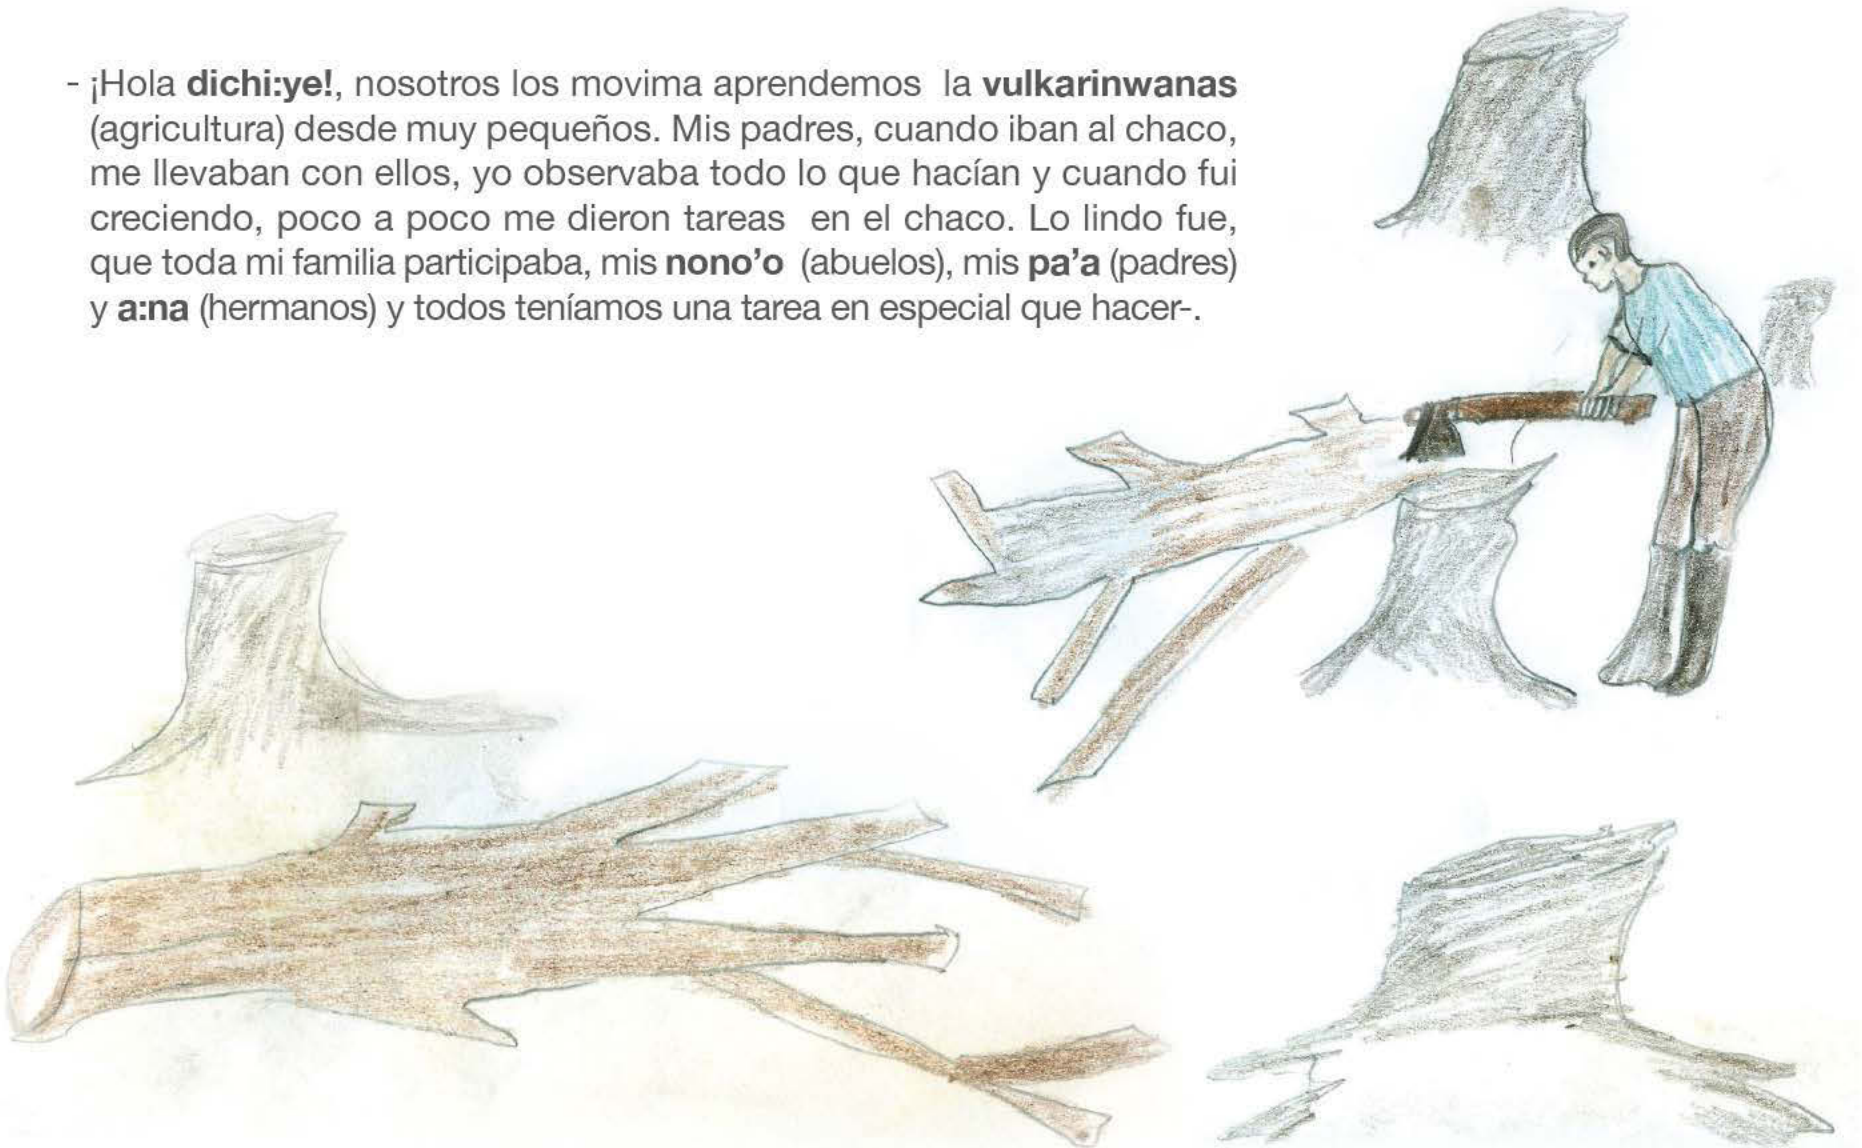 - ¡Hola dichi:ye!, nosotros los movima aprendemos la vulkarinwanas
(agricultura) desde muy pequeños. Mis padres, cuando iban al chaco,
me llevaban con ellos, yo observaba todo lo que hacían y cuando fui
creciendo, poco a poco me dieron tareas en el chaco. Lo lindo fue,
que toda mi familia participaba, mis nono’o (abuelos), mis pa’a (padres)
y a:na (hermanos) y todos teníamos una tarea en especial que hacer-.